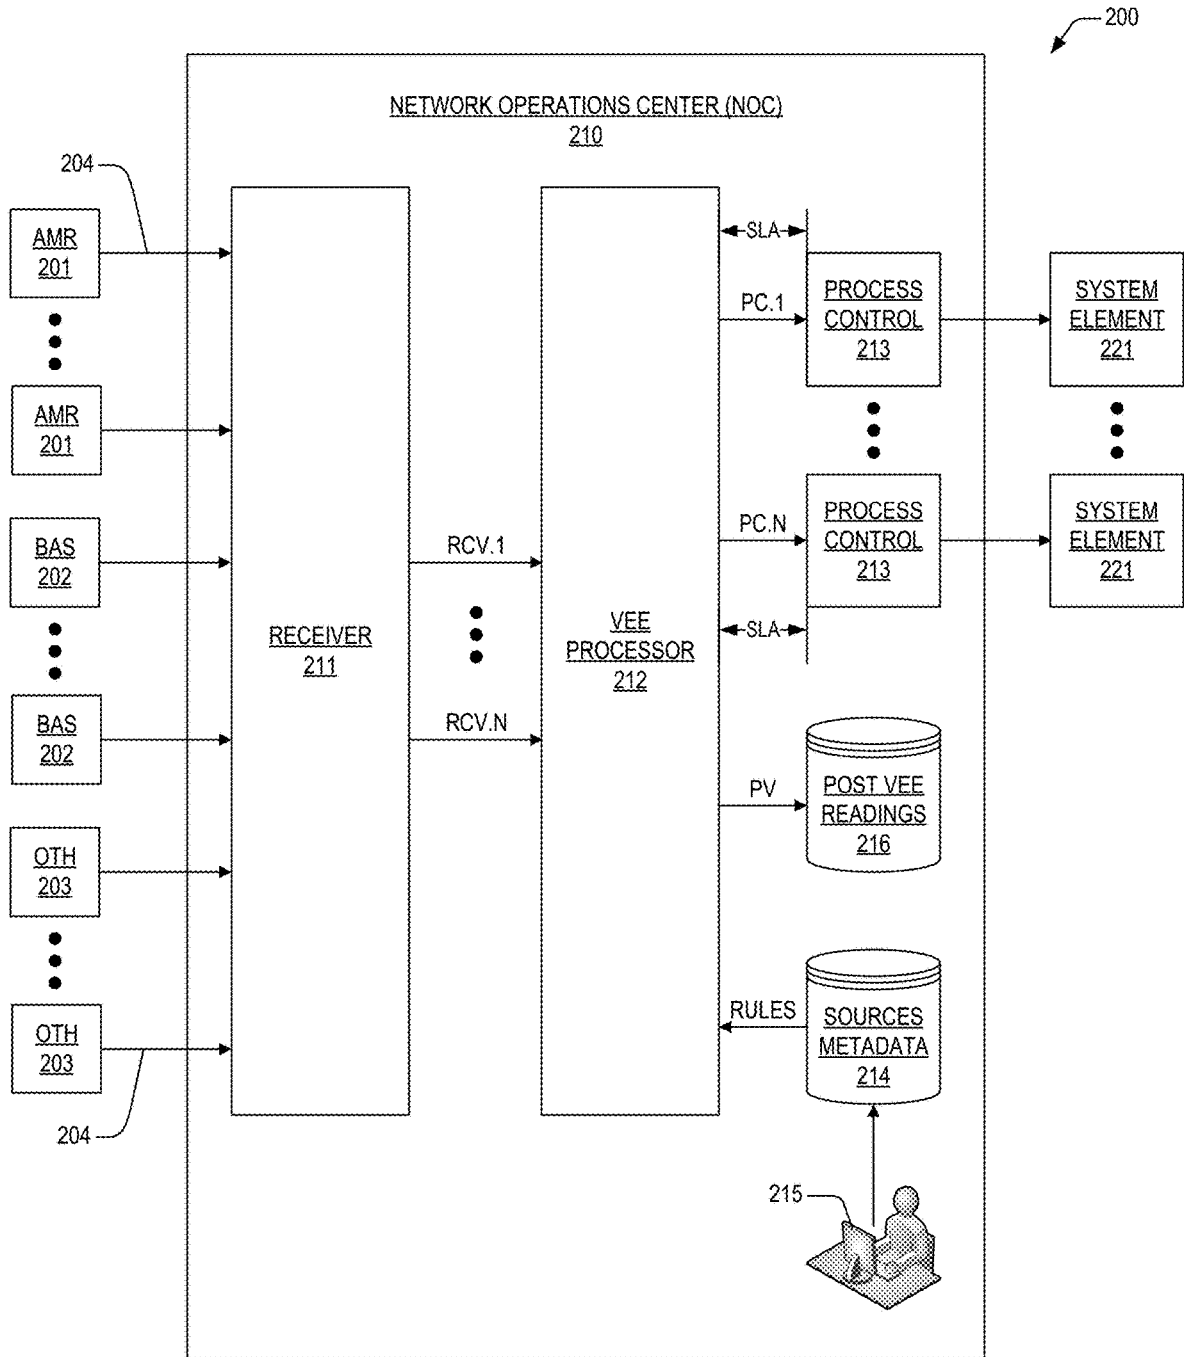 200
NETWORK OPERATIONS CENTER (NOC)
210
204
AMR
201
AMR
201
BAS
202
BAS
202
OTH
203
OTH
203
204
RECEIVER
211
RCV.1
RCV.N
VEE
PROCESSOR
212
SLA
PC.1
PROCESS
CONTROL
213
SYSTEM
ELEMENT
221
PC.N
PROCESS
CONTROL
213
SYSTEM
ELEMENT
221
SLA
PV
POST VEE
READINGS
216
RULES
SOURCES
METADATA
214
215